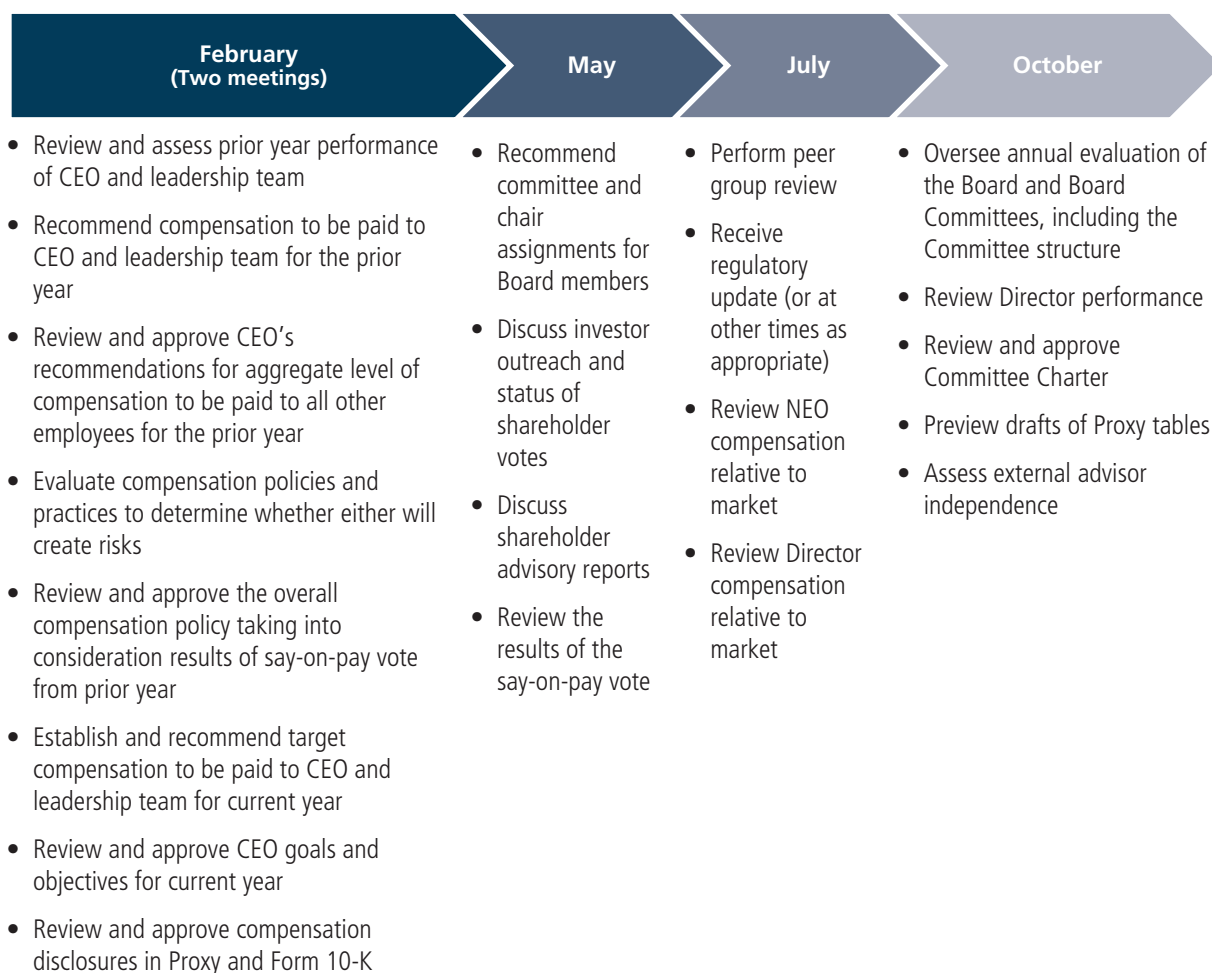 February
(Two meetings)
May
July
October
• Review and assess prior year performance
of CEO and leadership team
• Recommend compensation to be paid to
CEO and leadership team for the prior
year
• Review and approve CEO's
recommendations for aggregate level of
compensation to be paid to all other
employees for the prior year
• Evaluate compensation policies and
practices to determine whether either will
create risks
• Review and approve the overall
compensation policy taking into
consideration results of say-on-pay vote
from prior year
• Establish and recommend target
compensation to be paid to CEO and
leadership team for current year
• Review and approve CEO goals and
objectives for current year
• Review and approve compensation
disclosures in Proxy and Form 10-K
• Recommend
committee and
chair
assignments for
Board members
• Discuss investor
outreach and
status of
shareholder
votes
• Discuss
shareholder
advisory reports
• Review the
results of the
say-on-pay vote
• Perform peer
group review
• Receive
regulatory
update (or at
other times as
appropriate)
• Review NEO
compensation
relative to
market
• Review Director
compensation
relative to
market
• Oversee annual evaluation of
the Board and Board
Committees, including the
Committee structure
• Review Director performance
• Review and approve
Committee Charter
• Preview drafts of Proxy tables
• Assess external advisor
independence